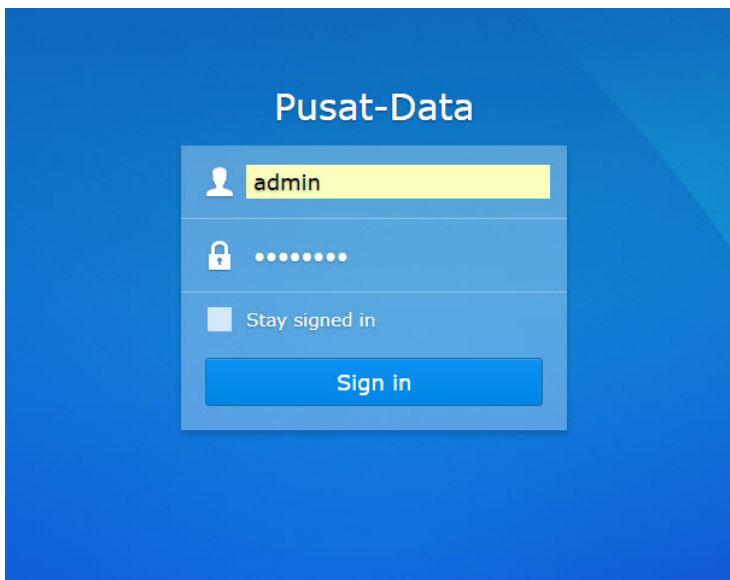 Pusat-Data
admin
••••••••
Stay signed in
Sign in